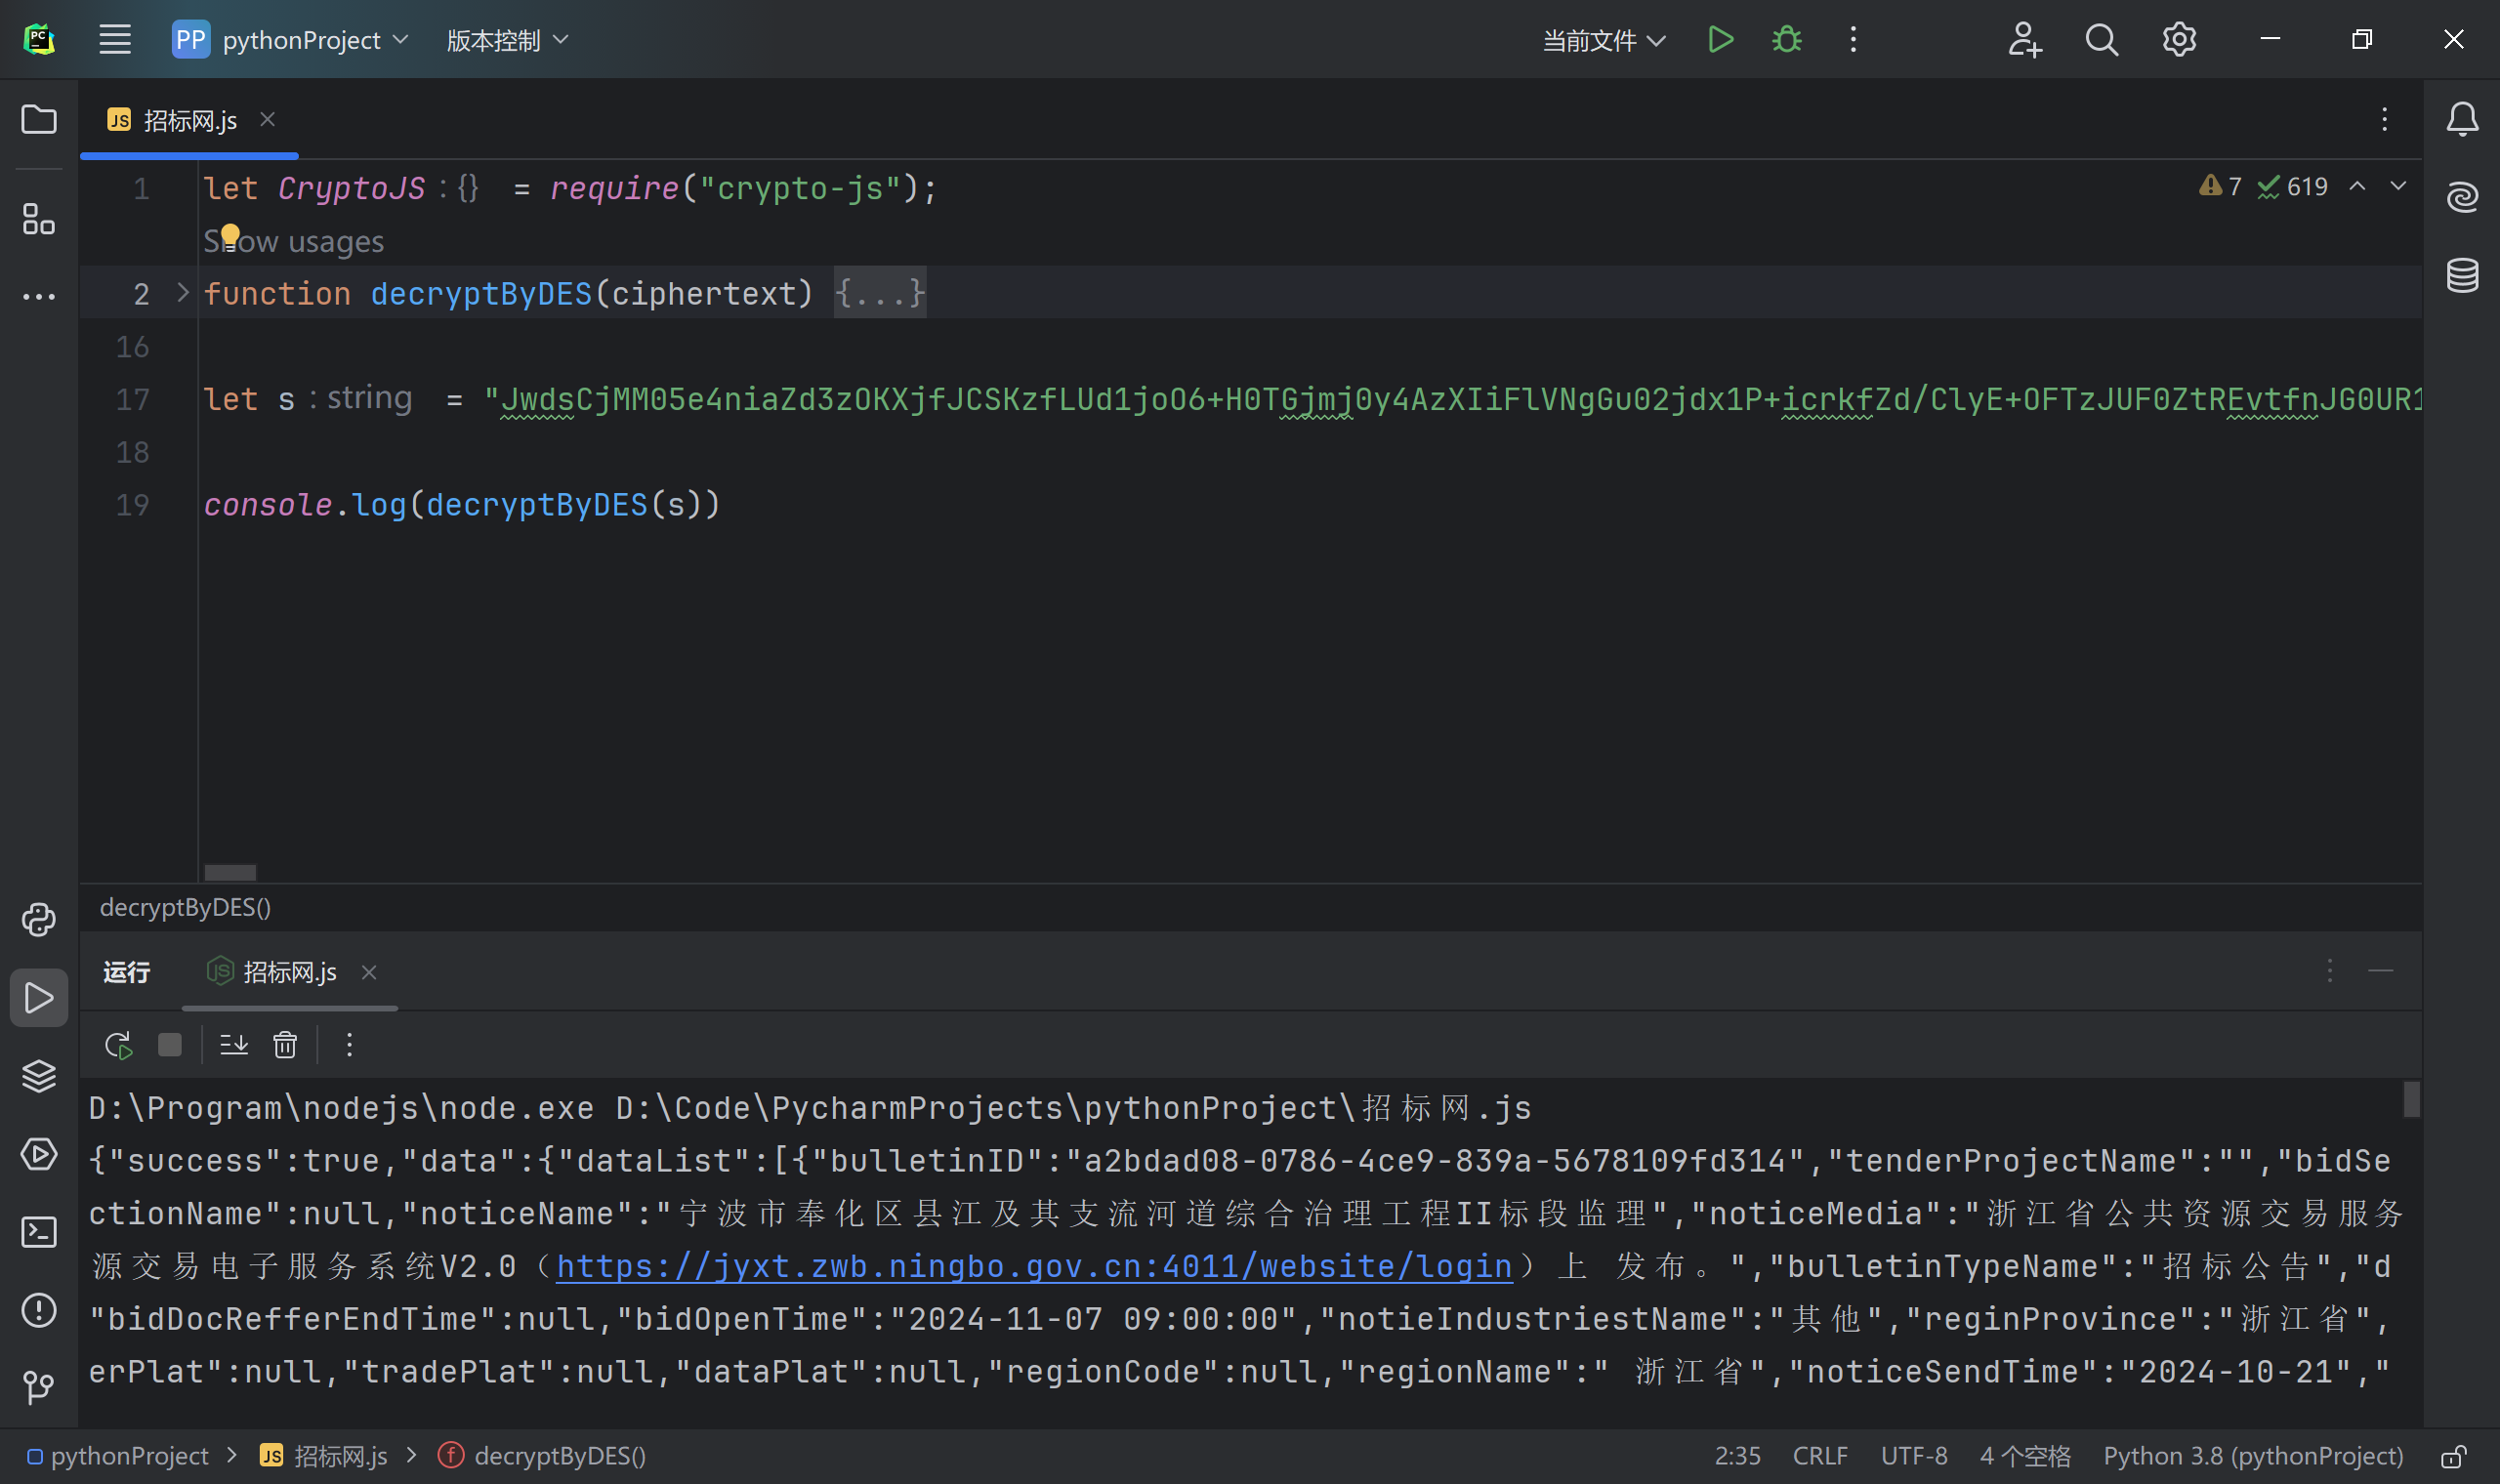 PC PP pythonProject 版本控制 当前文件
JS 招标网.js
1 let CryptoJS : {} = require("crypto-js"); 7 619
Show usages
2 function decryptByDES(ciphertext) {...}
16
17 let s : string = "JwdsCjMM05e4niaZd3zOKXjfJCSKzfLUd1joO6+H0TGjmj0y4AzXIiFlVNgGu02jdx1P+icrkfZd/ClyE+OFTzJUF0ZtREvtfnJG0UR1
18
19 console.log(decryptByDES(s))
decryptByDES()
运行 JS 招标网.js
D:\Program\nodejs\node.exe D:\Code\PycharmProjects\pythonProject\招标网.js
{"success":true,"data":{"dataList":[{"bulletinID":"a2bdad08-0786-4ce9-839a-5678109fd314","tenderProjectName":"","bidSe
ctionName":null,"noticeName":"宁波市奉化区县江及其支流河道综合治理工程II标段监理","noticeMedia":"浙江省公共资源交易服务
源交易电子服务系统V2.0（https://jyxt.zwb.ningbo.gov.cn:4011/website/login）上 发布。","bulletinTypeName":"招标公告","d
"bidDocRefferEndTime":null,"bidOpenTime":"2024-11-07 09:00:00","notieIndustriestName":"其他","reginProvince":"浙江省",
erPlat":null,"tradePlat":null,"dataPlat":null,"regionCode":null,"regionName":" 浙江省","noticeSendTime":"2024-10-21","
pythonProject > JS 招标网.js > f decryptByDES() 2:35 CRLF UTF-8 4 个空格 Python 3.8 (pythonProject)